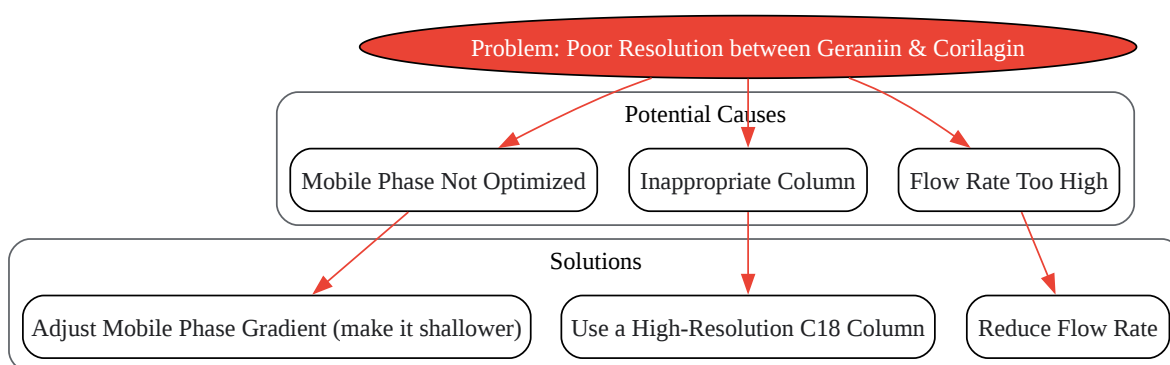 Problem: Poor Resolution between Geraniin & Corilagin
Potential Causes
Mobile Phase Not Optimized
Inappropriate Column
Flow Rate Too High
Solutions
Adjust Mobile Phase Gradient (make it shallower)
Use a High-Resolution C18 Column
Reduce Flow Rate